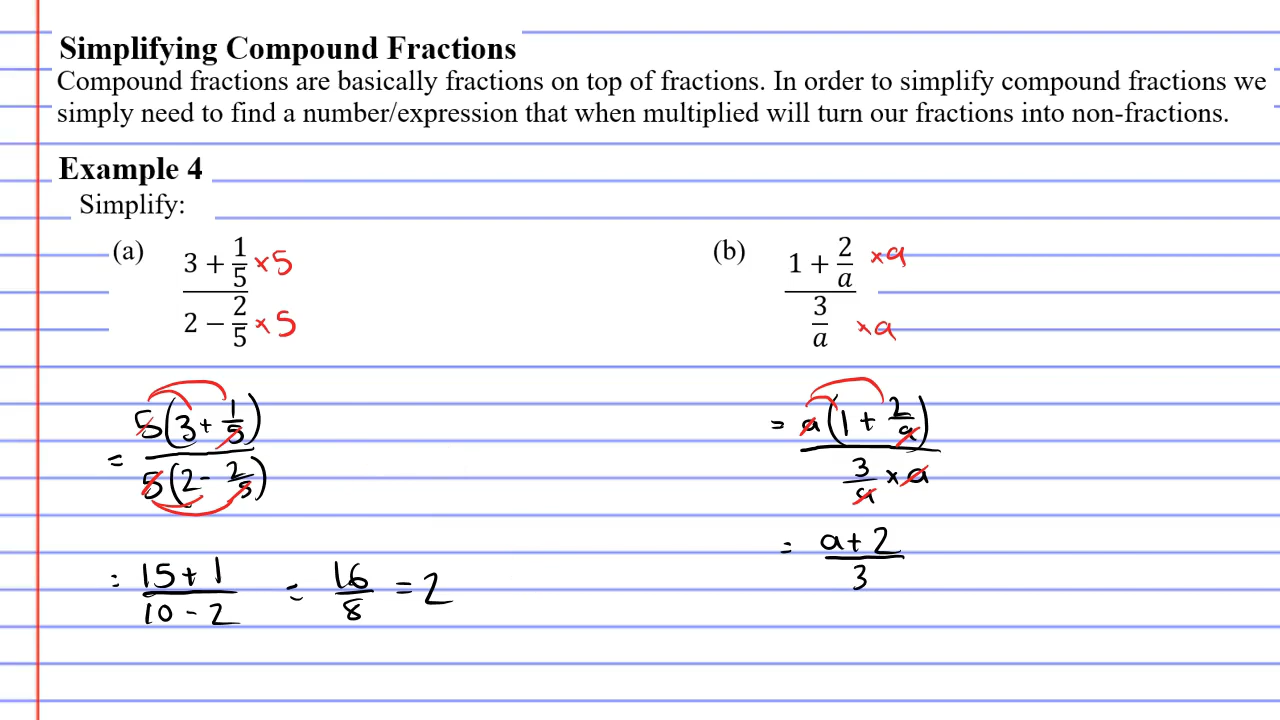 Simplifying Compound Fractions
Compound fractions are basically fractions on top of fractions. In order to simplify compound fractions we
simply need to find a number/expression that when multiplied will turn our fractions into non-fractions.
Example 4
Simplify:
(a) (3 + 1/5)/(2 − 2/5) ×5 ×5
= 5(3 + 1/5)/5(2 - 2/5)
= (15 + 1)/(10 - 2) = 16/8 = 2
(b) (1 + 2/a)/(3/a) ×a ×a
= a(1 + 2/a)/(3/a × a)
= (a + 2)/3